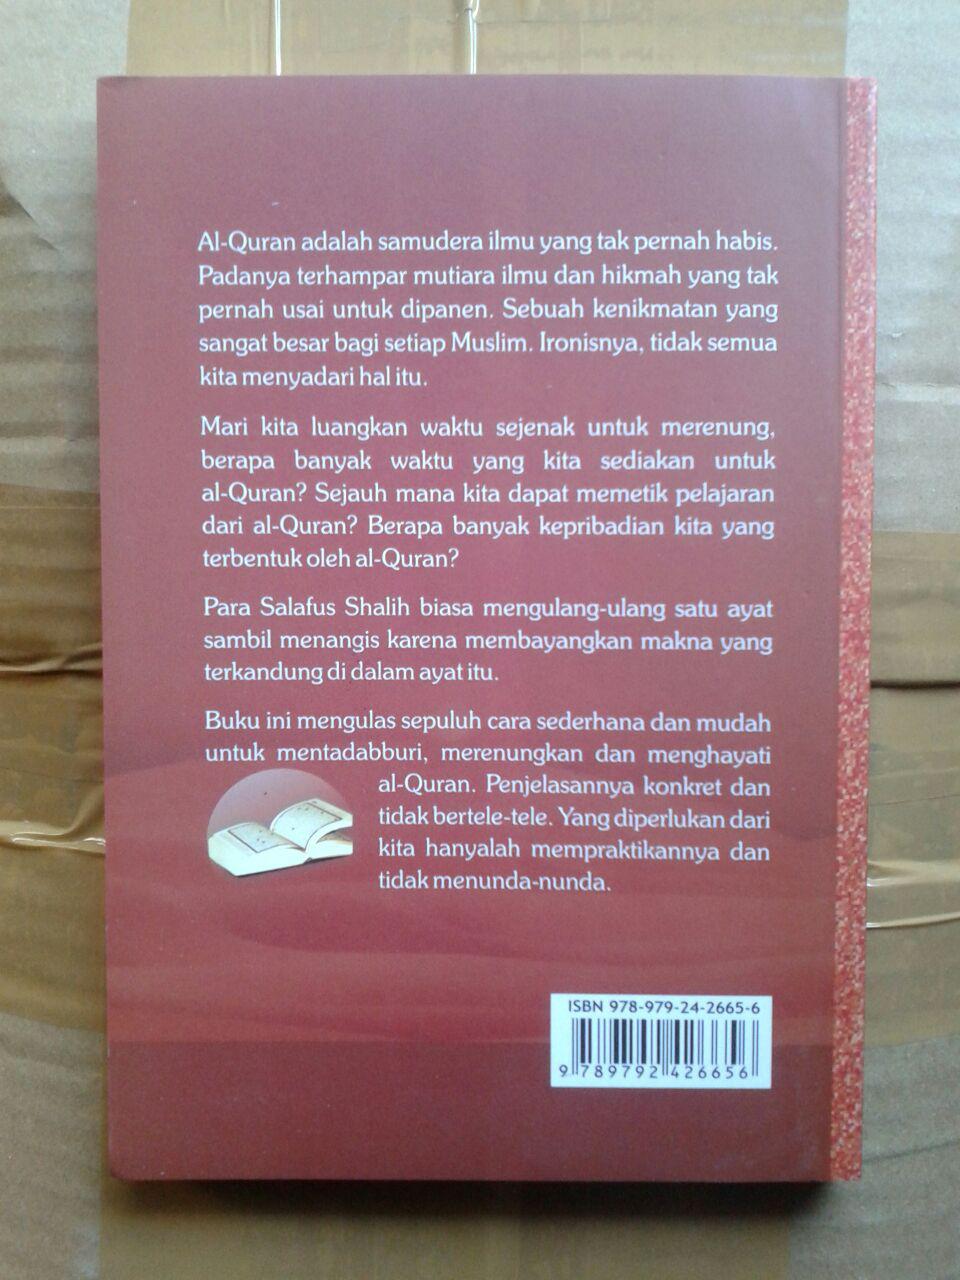 Al-Quran adalah samudera ilmu yang tak pernah habis.
Padanya terhampar mutiara ilmu dan hikmah yang tak
pernah usai untuk dipanen. Sebuah kenikmatan yang
sangat besar bagi setiap Muslim. Ironisnya, tidak semua
kita menyadari hal itu.
Mari kita luangkan waktu sejenak untuk merenung,
berapa banyak waktu yang kita sediakan untuk
al-Quran? Sejauh mana kita dapat memetik pelajaran
dari al-Quran? Berapa banyak kepribadian kita yang
terbentuk oleh al-Quran?
Para Salafus Shalih biasa mengulang-ulang satu ayat
sambil menangis karena membayangkan makna yang
terkandung di dalam ayat itu.
Buku ini mengulas sepuluh cara sederhana dan mudah
untuk mentadabburi, merenungkan dan menghayati
al-Quran. Penjelasannya konkret dan
tidak bertele-tele. Yang diperlukan dari
kita hanyalah mempraktikannya dan
tidak menunda-nunda.
ISBN 978-979-24-2665-6
9 789792 426656